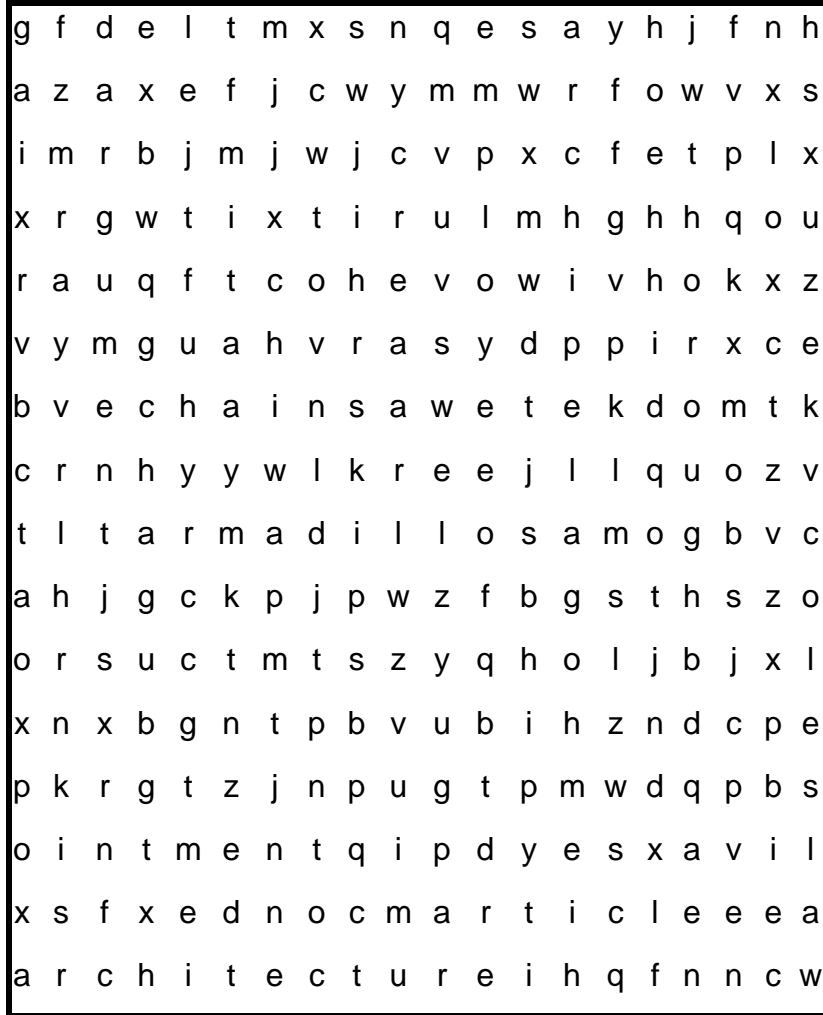 g f d e l t m x s n q e s a y h j f n h
a z a x e f j c w y m m w r f o w v x s
i m r b j m j w j c v p x c f e t p l x
x r g w t i x t i r u l m h g h h q o u
r a u q f t c o h e v o w i v h o k x z
v y m g u a h v r a s y d p p i r x c e
b v e c h a i n s a w e t e k d o m t k
c r n h y y w l k r e e j l l q u o z v
t l t a r m a d i l l o s a m o g b v c
a h j g c k p j p w z f b g s t h s z o
o r s u c t m t s z y q h o l j b j x l
x n x b g n t p b v u b i h z n d c p e
p k r g t z j n p u g t p m w d q p b s
o i n t m e n t q i p d y e s x a v i l
x s f x e d n o c m a r t i c l e e e a
a r c h i t e c t u r e i h q f n n c w